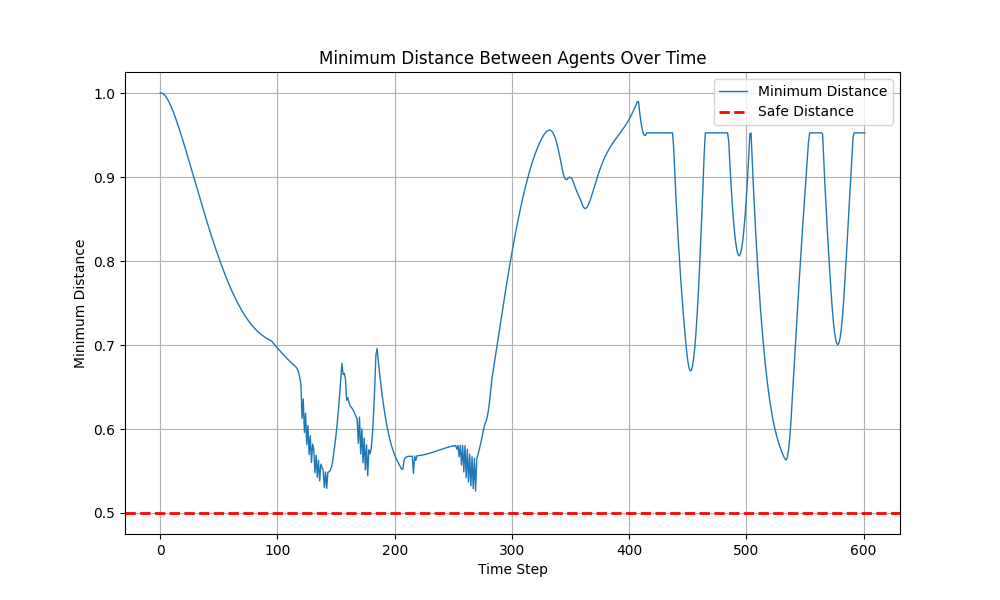 Minimum Distance Between Agents Over Time
Minimum Distance
Safe Distance
1.0
0.9
0.8
0.7
0.6
0.5
Minimum Distance
0 100 200 300 400 500 600
Time Step